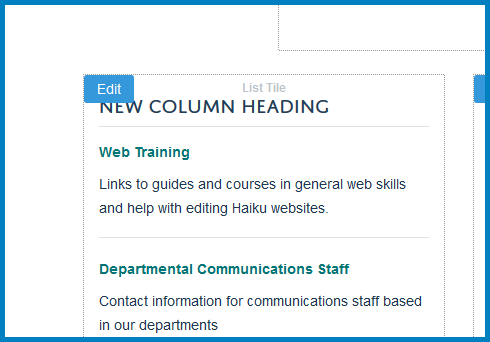 Edit
List Tile
NEW COLUMN HEADING
Web Training
Links to guides and courses in general web skills
and help with editing Haiku websites.
Departmental Communications Staff
Contact information for communications staff based
in our departments